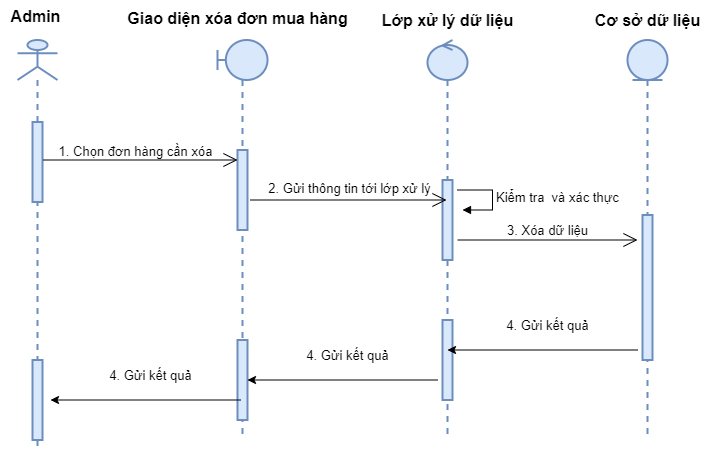 Admin
Giao diện xóa đơn mua hàng
Lớp xử lý dữ liệu
Cơ sở dữ liệu
1. Chọn đơn hàng cần xóa
2. Gửi thông tin tới lớp xử lý
Kiểm tra và xác thực
3. Xóa dữ liệu
4. Gửi kết quả
4. Gửi kết quả
4. Gửi kết quả